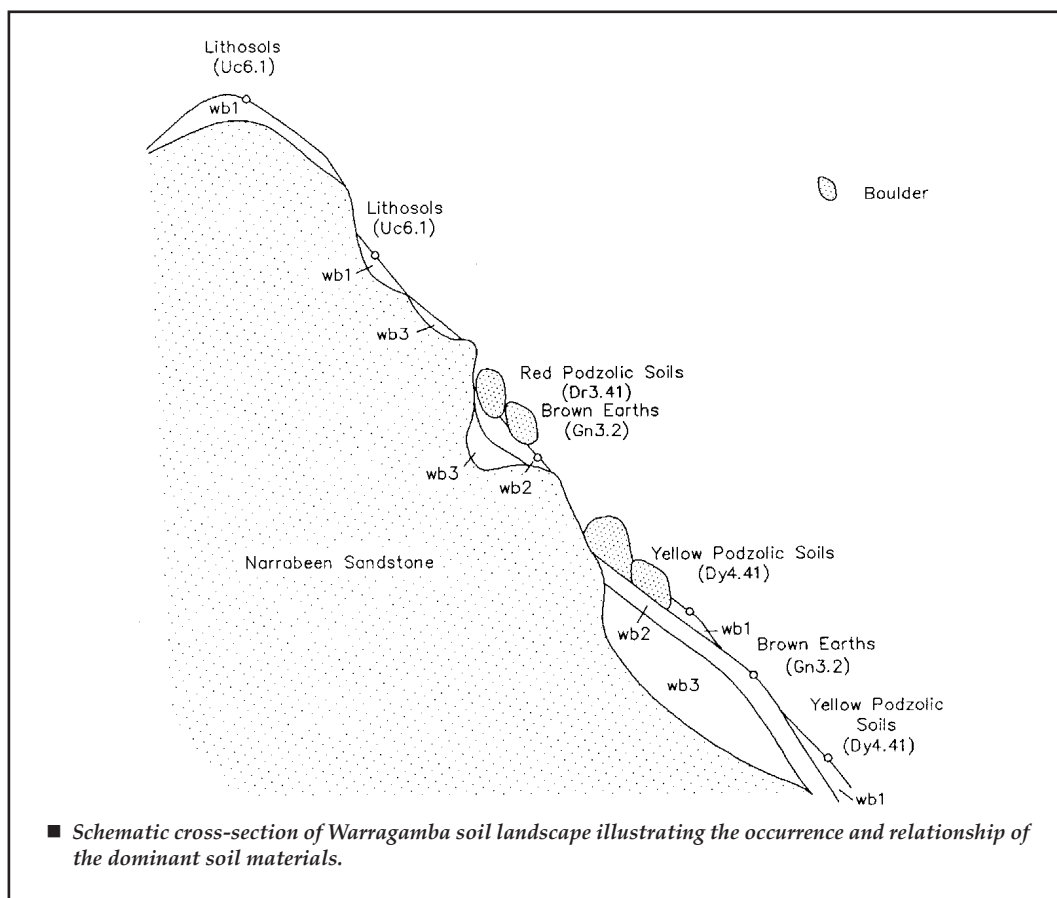 Lithosols
(Uc6.1)
wb1
Lithosols
(Uc6.1)
Boulder
wb1
wb3
Red Podzolic Soils
(Dr3.41)
Brown Earths
(Gn3.2)
wb3
wb2
Narrabeen Sandstone
Yellow Podzolic Soils
(Dy4.41)
wb2
wb1
Brown Earths
(Gn3.2)
wb3
Yellow Podzolic
Soils
(Dy4.41)
wb1
■ Schematic cross-section of Warragamba soil landscape illustrating the occurrence and relationship of
the dominant soil materials.